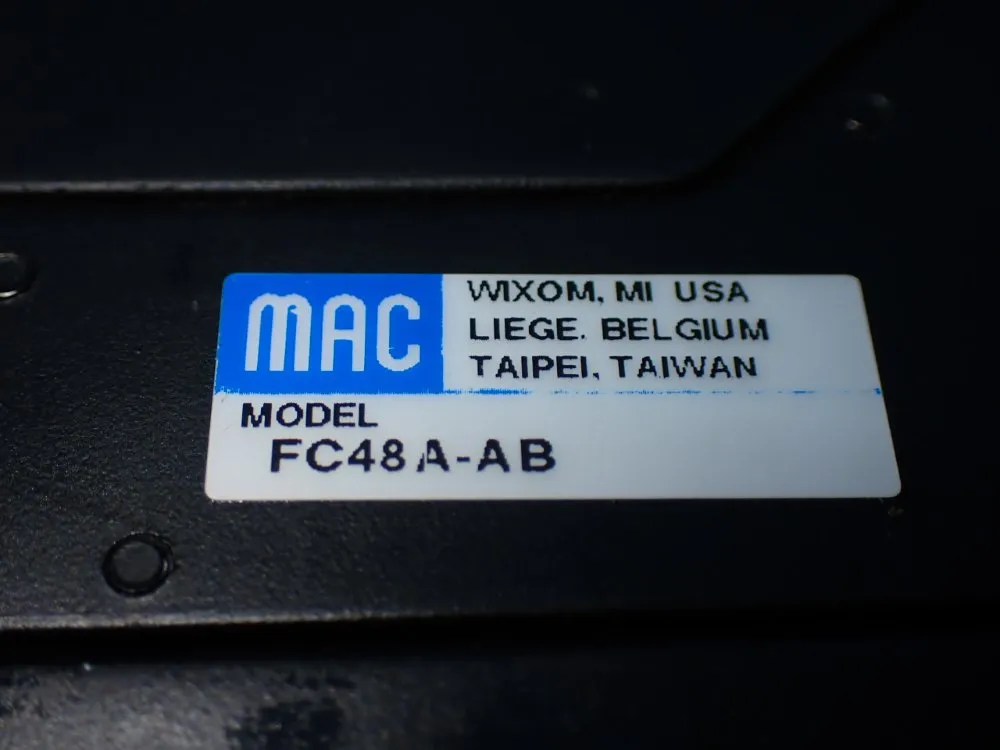 MAC
WIXOM, MI USA
LIEGE. BELGIUM
TAIPEI, TAIWAN
MODEL
FC48A-AB